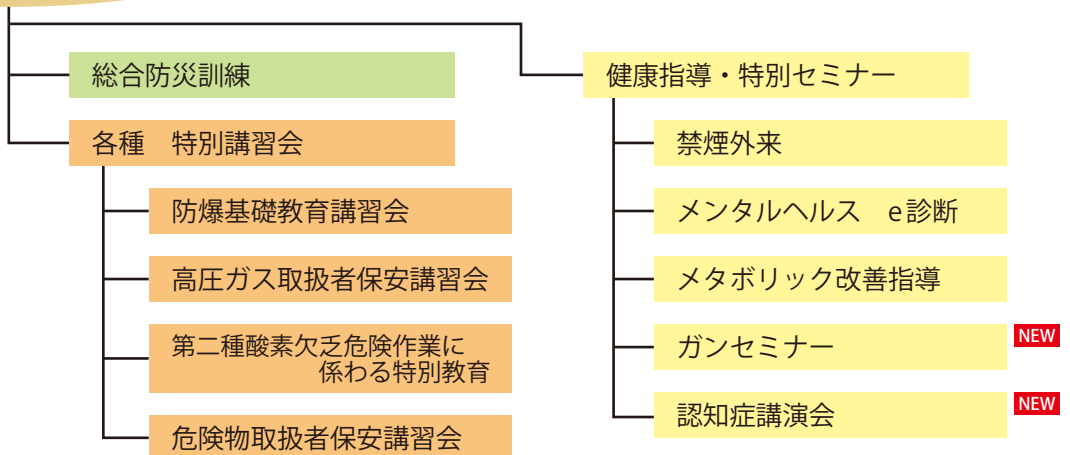 総合防災訓練
各種　特別講習会
防爆基礎教育講習会
高圧ガス取扱者保安講習会
第二種酸素欠乏危険作業に
係わる特別教育
危険物取扱者保安講習会
健康指導・特別セミナー
禁煙外来
メンタルヘルス　e診断
メタボリック改善指導
ガンセミナー NEW
認知症講演会 NEW